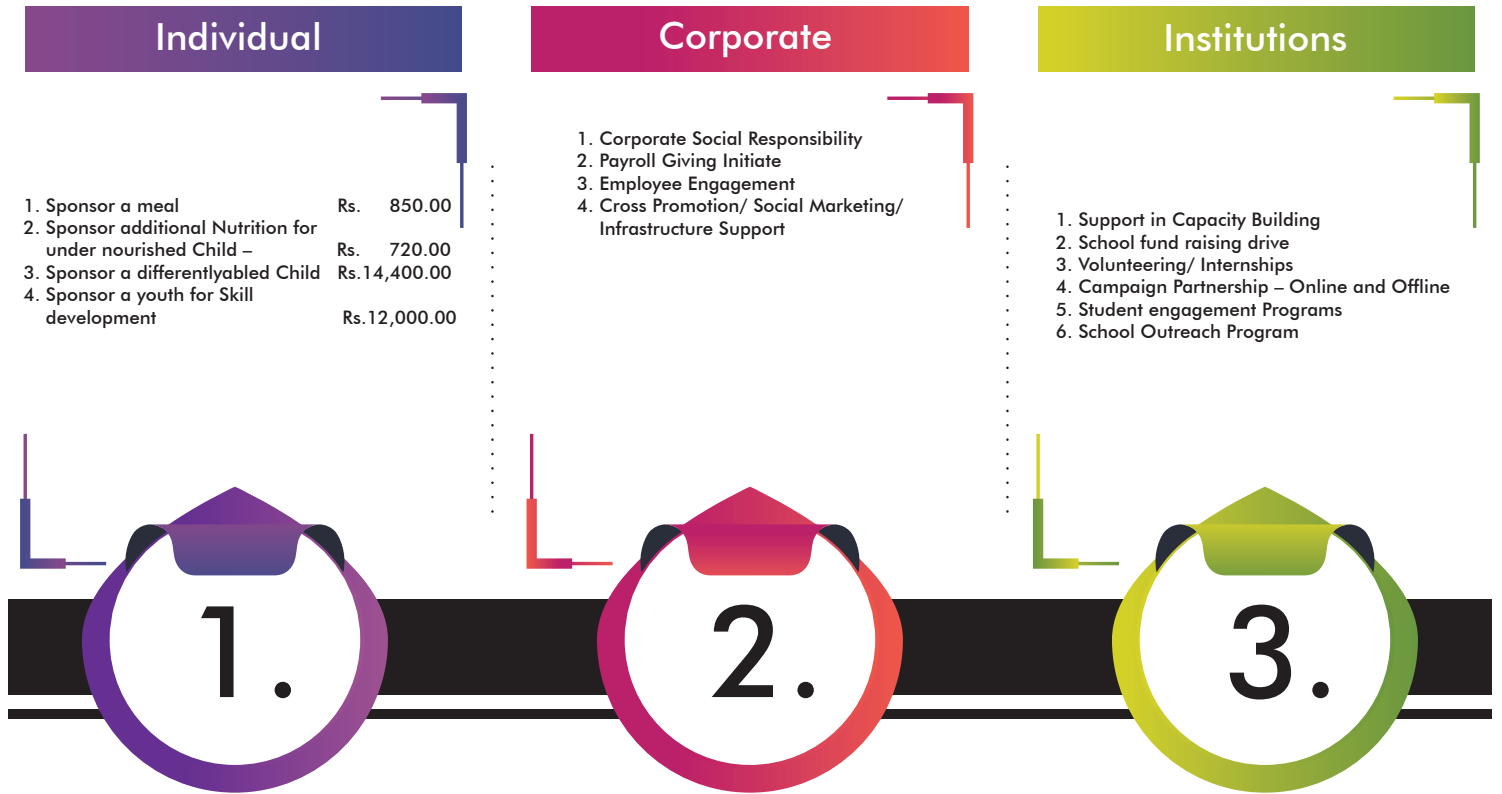 Individual
1. Sponsor a meal Rs. 850.00
2. Sponsor additional Nutrition for
under nourished Child – Rs. 720.00
3. Sponsor a differentlyabled Child Rs.14,400.00
4. Sponsor a youth for Skill
development Rs.12,000.00
1.
Corporate
1. Corporate Social Responsibility
2. Payroll Giving Initiate
3. Employee Engagement
4. Cross Promotion/ Social Marketing/
Infrastructure Support
2.
Institutions
1. Support in Capacity Building
2. School fund raising drive
3. Volunteering/ Internships
4. Campaign Partnership – Online and Offline
5. Student engagement Programs
6. School Outreach Program
3.